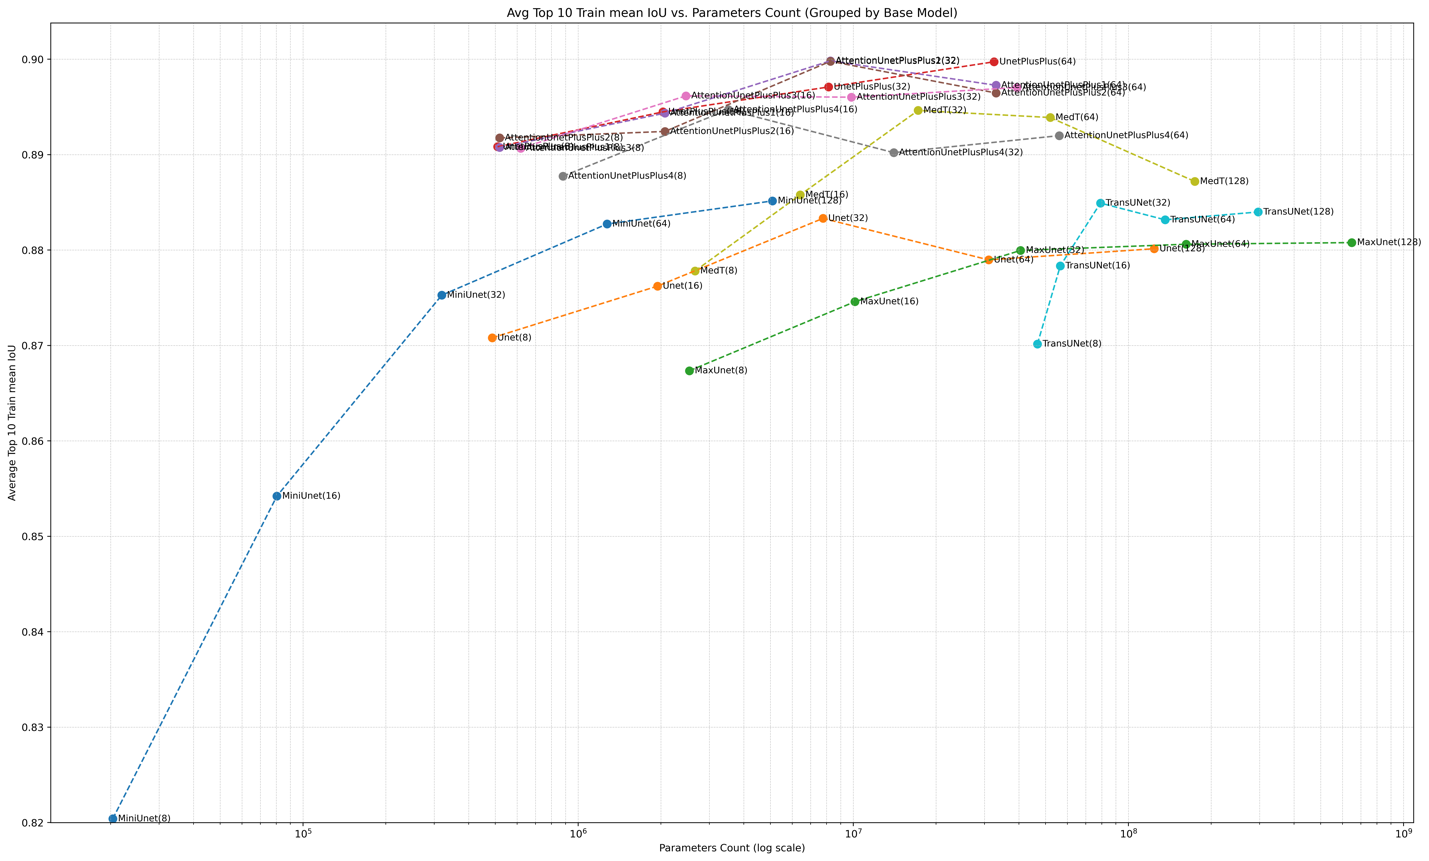 Avg Top 10 Train mean IoU vs. Parameters Count (Grouped by Base Model)
Average Top 10 Train mean IoU
0.90
0.89
0.88
0.87
0.86
0.85
0.84
0.83
0.82
UnetPlusPlus(64)
AttentionUnetPlusPlus2(32)
AttentionUnetPlusPlus1(64)
AttentionUnetPlusPlus3(64)
AttentionUnetPlusPlus2(64)
UnetPlusPlus(32)
AttentionUnetPlusPlus3(16)
AttentionUnetPlusPlus3(32)
AttentionUnetPlusPlus4(16)
AttentionUnetPlusPlus1(16)
MedT(32)
MedT(64)
AttentionUnetPlusPlus2(16)
AttentionUnetPlusPlus4(64)
AttentionUnetPlusPlus2(8)
AttentionUnetPlusPlus3(8)
AttentionUnetPlusPlus4(32)
AttentionUnetPlusPlus4(8)
MedT(128)
MedT(16)
MiniUnet(128)
TransUNet(32)
TransUNet(128)
TransUNet(64)
Unet(32)
MiniUnet(64)
MaxUnet(128)
MaxUnet(64)
Unet(128)
MaxUnet(32)
Unet(64)
TransUNet(16)
MedT(8)
Unet(16)
MiniUnet(32)
MaxUnet(16)
Unet(8)
TransUNet(8)
MaxUnet(8)
MiniUnet(16)
MiniUnet(8)
10⁵ 10⁶ 10⁷ 10⁸ 10⁹
Parameters Count (log scale)